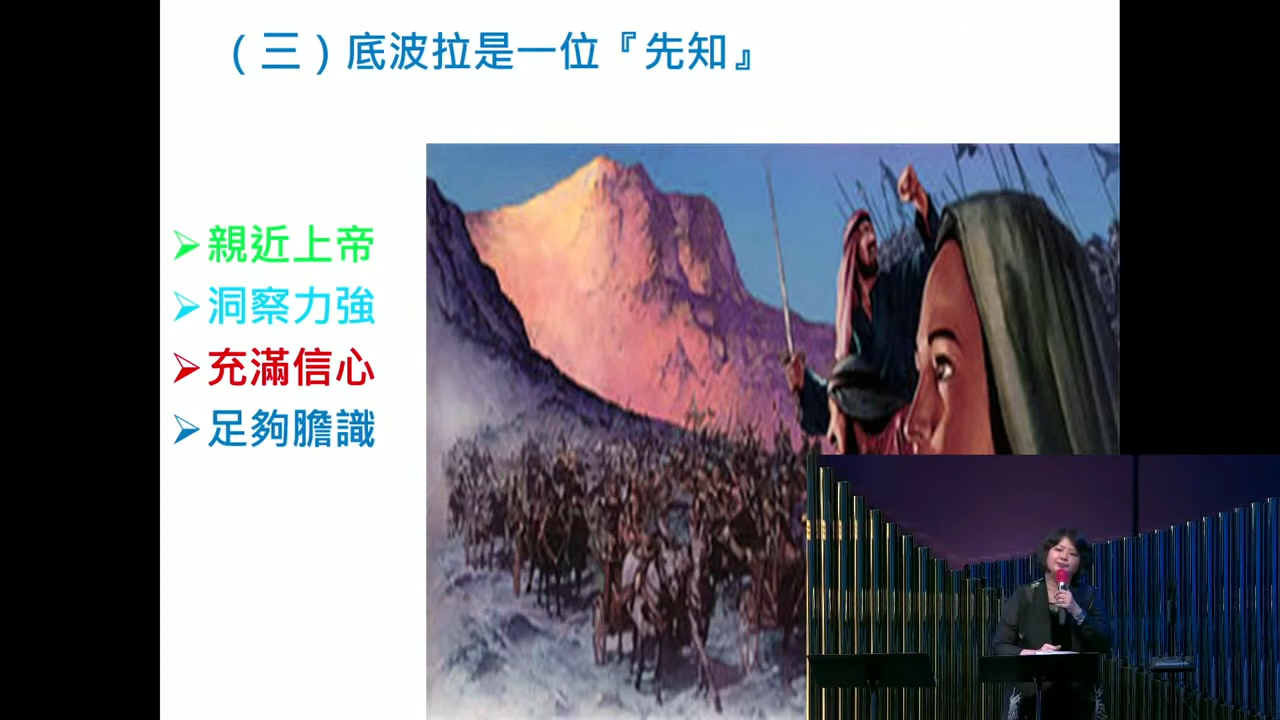 （三）底波拉是一位『先知』
➢親近上帝
➢洞察力強
➢充滿信心
➢足夠膽識